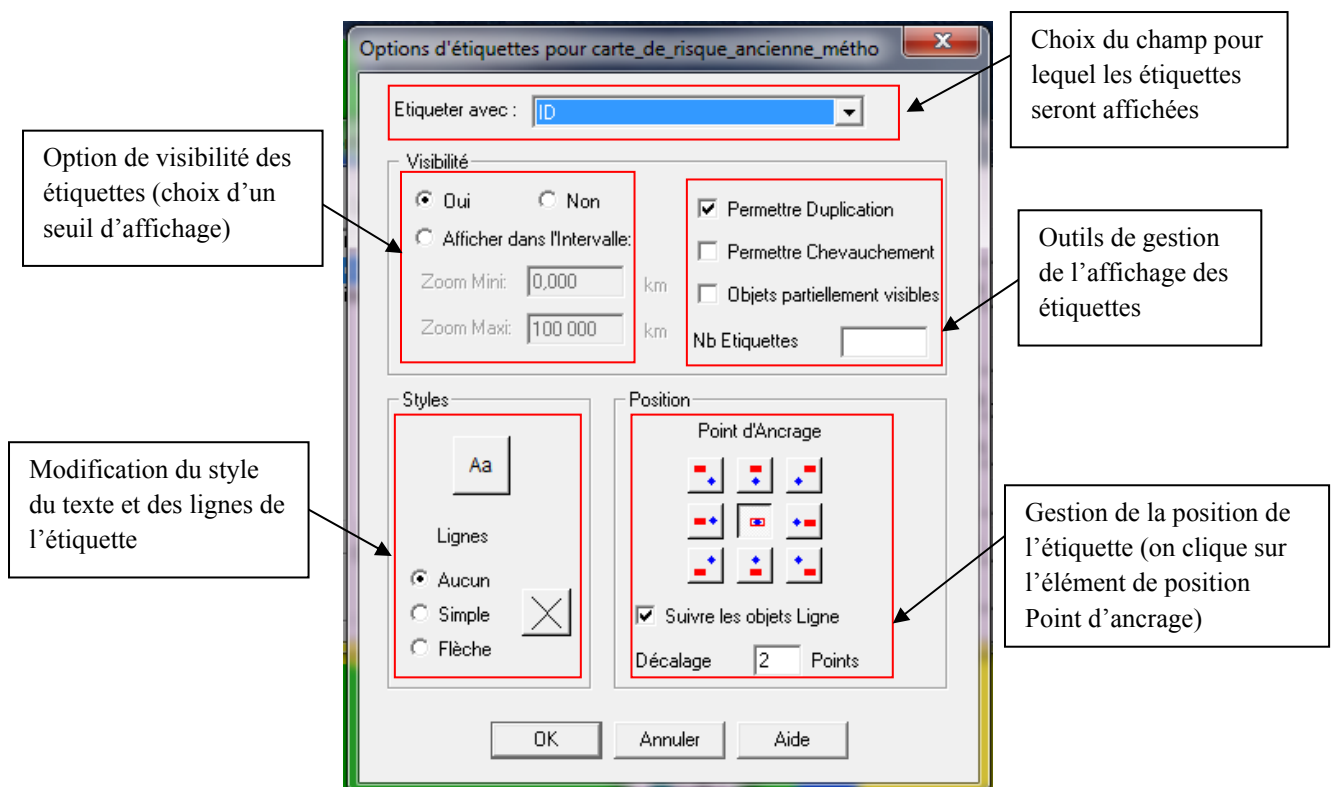 Options d'étiquettes pour carte_de_risque_ancienne_métho
Choix du champ pour
lequel les étiquettes
seront affichées
Etiqueter avec :
ID
Option de visibilité des
étiquettes (choix d’un
seuil d’affichage)
Visibilité
Oui
Non
Afficher dans l'Intervalle:
Zoom Mini:
0,000
km
Zoom Maxi:
100 000
km
Permettre Duplication
Permettre Chevauchement
Objets partiellement visibles
Nb Etiquettes
Outils de gestion
de l’affichage des
étiquettes
Modification du style
du texte et des lignes de
l’étiquette
Styles
Aa
Lignes
Aucun
Simple
Flèche
Position
Point d'Ancrage
Suivre les objets Ligne
Décalage
2
Points
Gestion de la position de
l’étiquette (on clique sur
l’élément de position
Point d’ancrage)
OK
Annuler
Aide